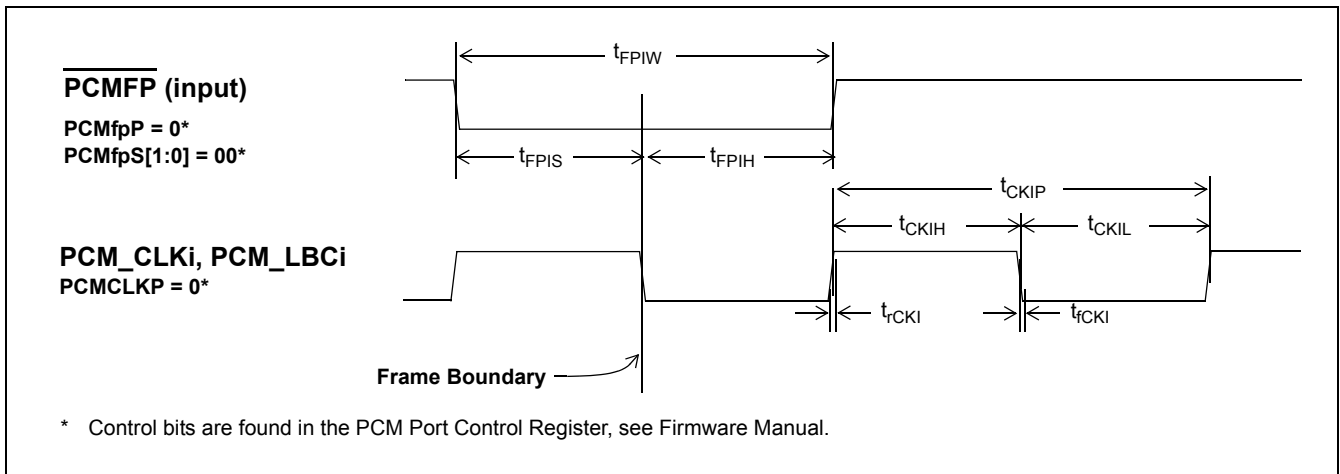 tFPIW
PCMFP (input)
PCMfpP = 0*
PCMfpS[1:0] = 00*
tFPIS
tFPIH
tCKIP
tCKIH
tCKIL
PCM_CLKi, PCM_LBCi
PCMCLKP = 0*
trCKI
tfCKI
Frame Boundary
* Control bits are found in the PCM Port Control Register, see Firmware Manual.